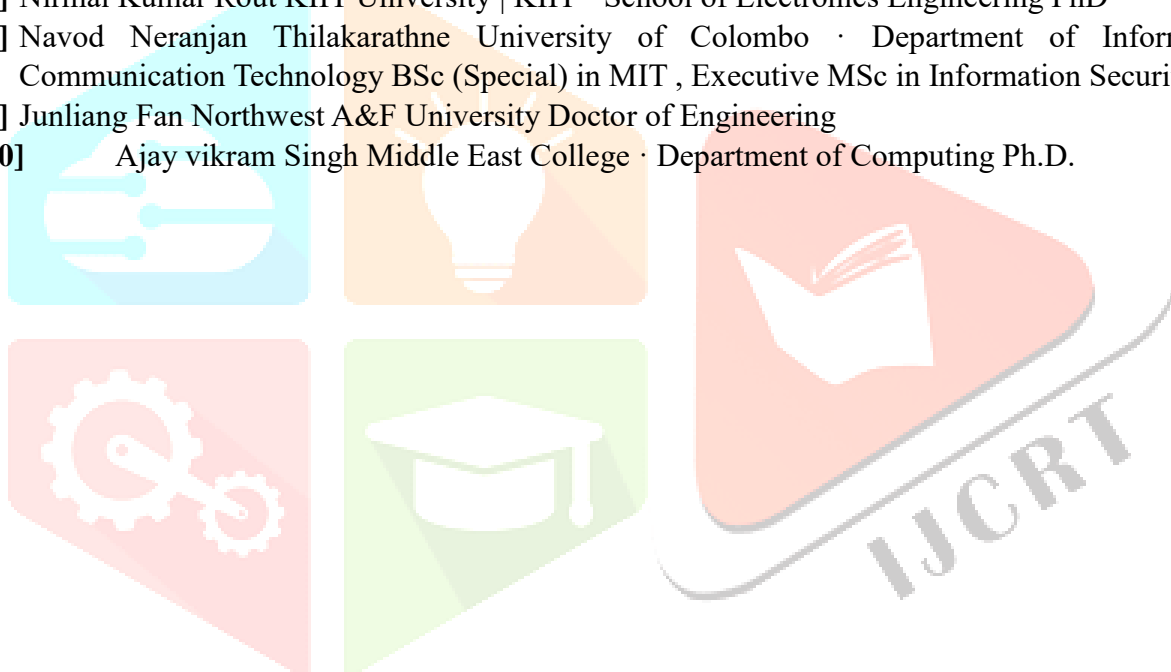 ] Nirmal Kumar Rout KIIT University | KIIT · School of Electronics Engineering PhD
] Navod Neranjan Thilakarathne University of Colombo · Department of
Communication Technology BSc (Special) in MIT , Executive MSc in Information
] Junliang Fan Northwest A&F University Doctor of Engineering
0] Ajay vikram Singh Middle East College · Department of Computing Ph.D.
IJCRT